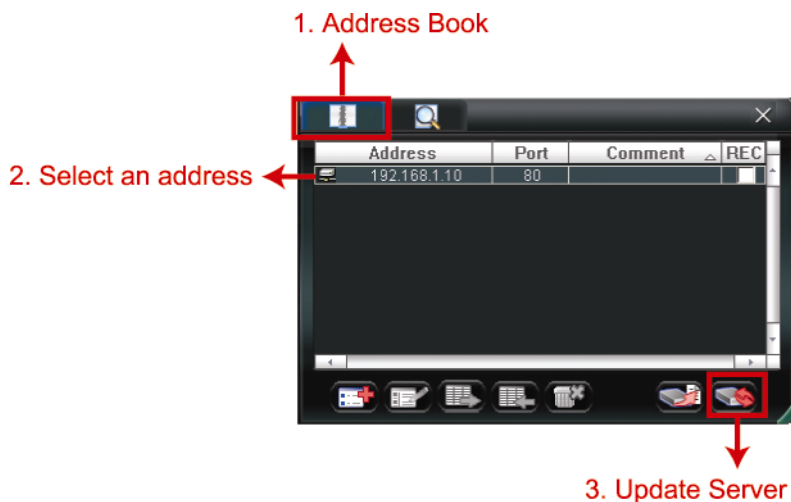 1. Address Book
Address Port Comment REC
2. Select an address
192.168.1.10 80
3. Update Server